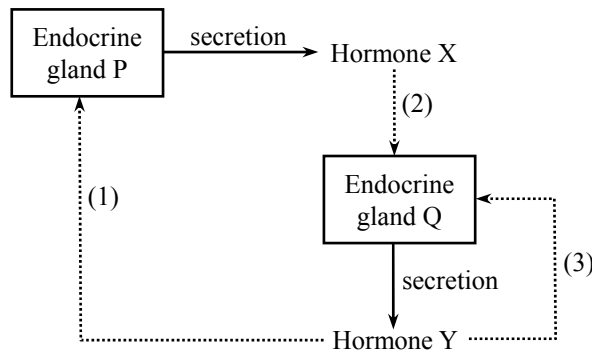 Endocrine
gland P
secretion
Hormone X
(2)
(1)
Endocrine
gland Q
(3)
secretion
Hormone Y